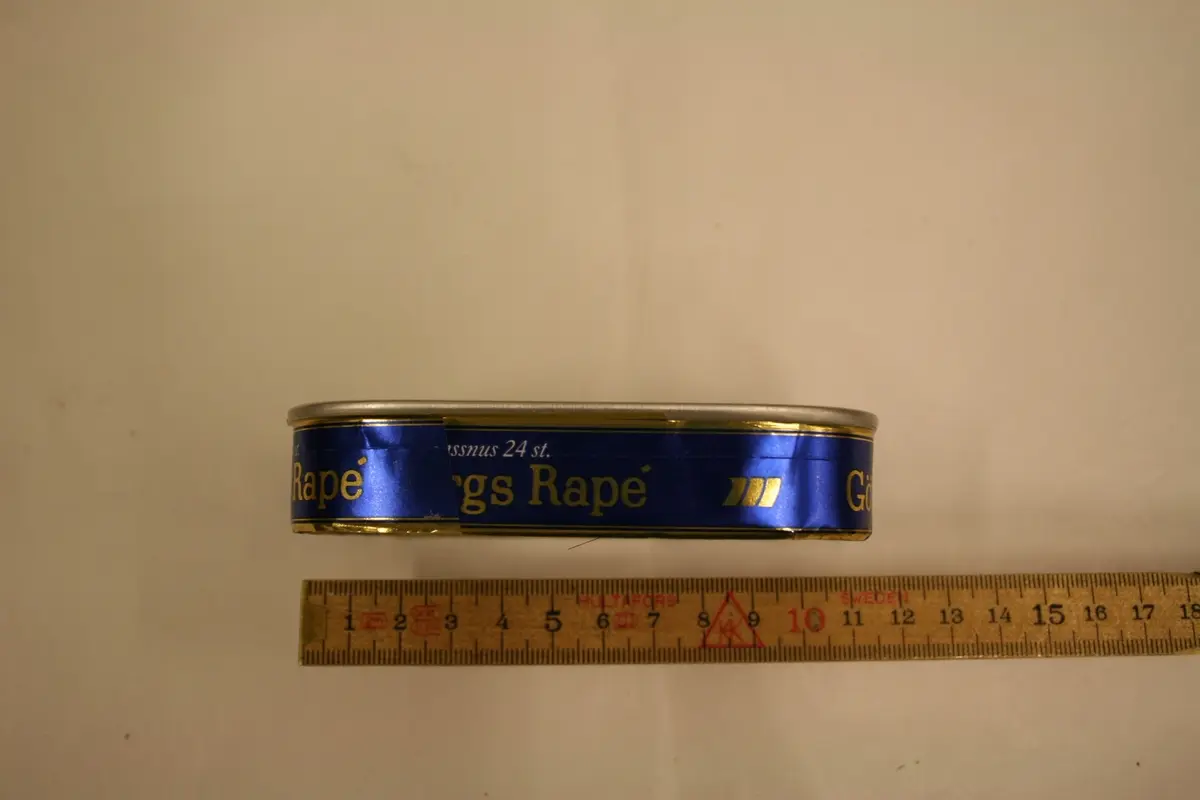 ssnus 24 st.
Rapé
rgs Rapé
Gö
HULTAFORS
SWEDEN
1 2 3 4 5 6 7 8 9 10 11 12 13 14 15 16 17 18